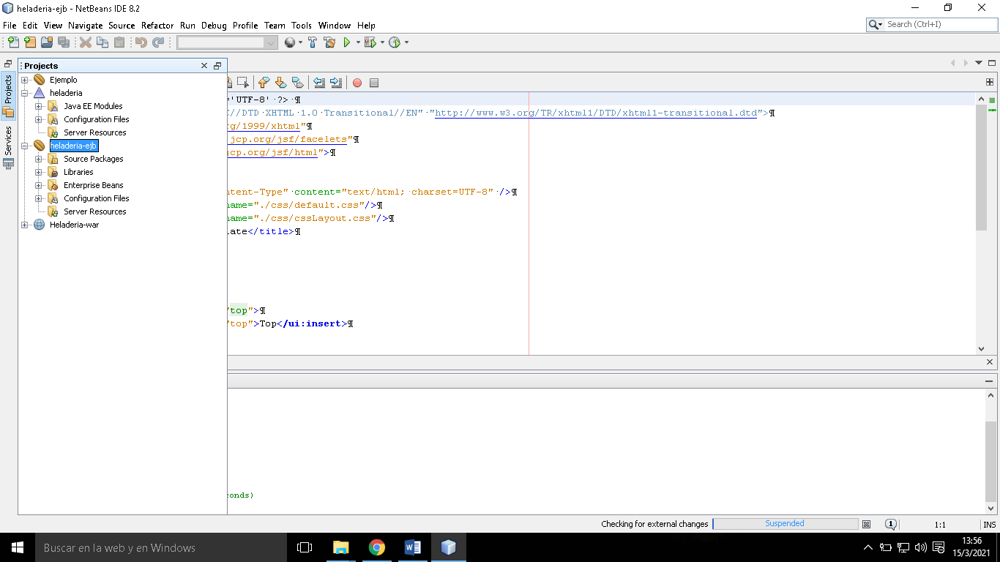 heladeria-ejb - NetBeans IDE 8.2
File Edit View Navigate Source Refactor Run Debug Profile Team Tools Window Help
Search (Ctrl+I)
Projects
Projects
Services
Ejemplo
heladeria
Java EE Modules
Configuration Files
Server Resources
heladeria-ejb
Source Packages
Libraries
Enterprise Beans
Configuration Files
Server Resources
Heladeria-war
='UTF-8'·?>·¶
C//DTD·XHTML·1.0·Transitional//EN"·"http://www.w3.org/TR/xhtml1/DTD/xhtml1-transitional.dtd">¶
rg/1999/xhtml"¶
.jcp.org/jsf/facelets"¶
jcp.org/jsf/html">¶
ntent-Type"·content="text/html;·charset=UTF-8"·/>¶
name="./css/default.css"/>¶
name="./css/cssLayout.css"/>¶
late</title>¶
"top">¶
"top">Top</ui:insert>¶
conds)
Checking for external changes
Suspended
1
1:1
INS
Buscar en la web y en Windows
13:56
15/3/2021